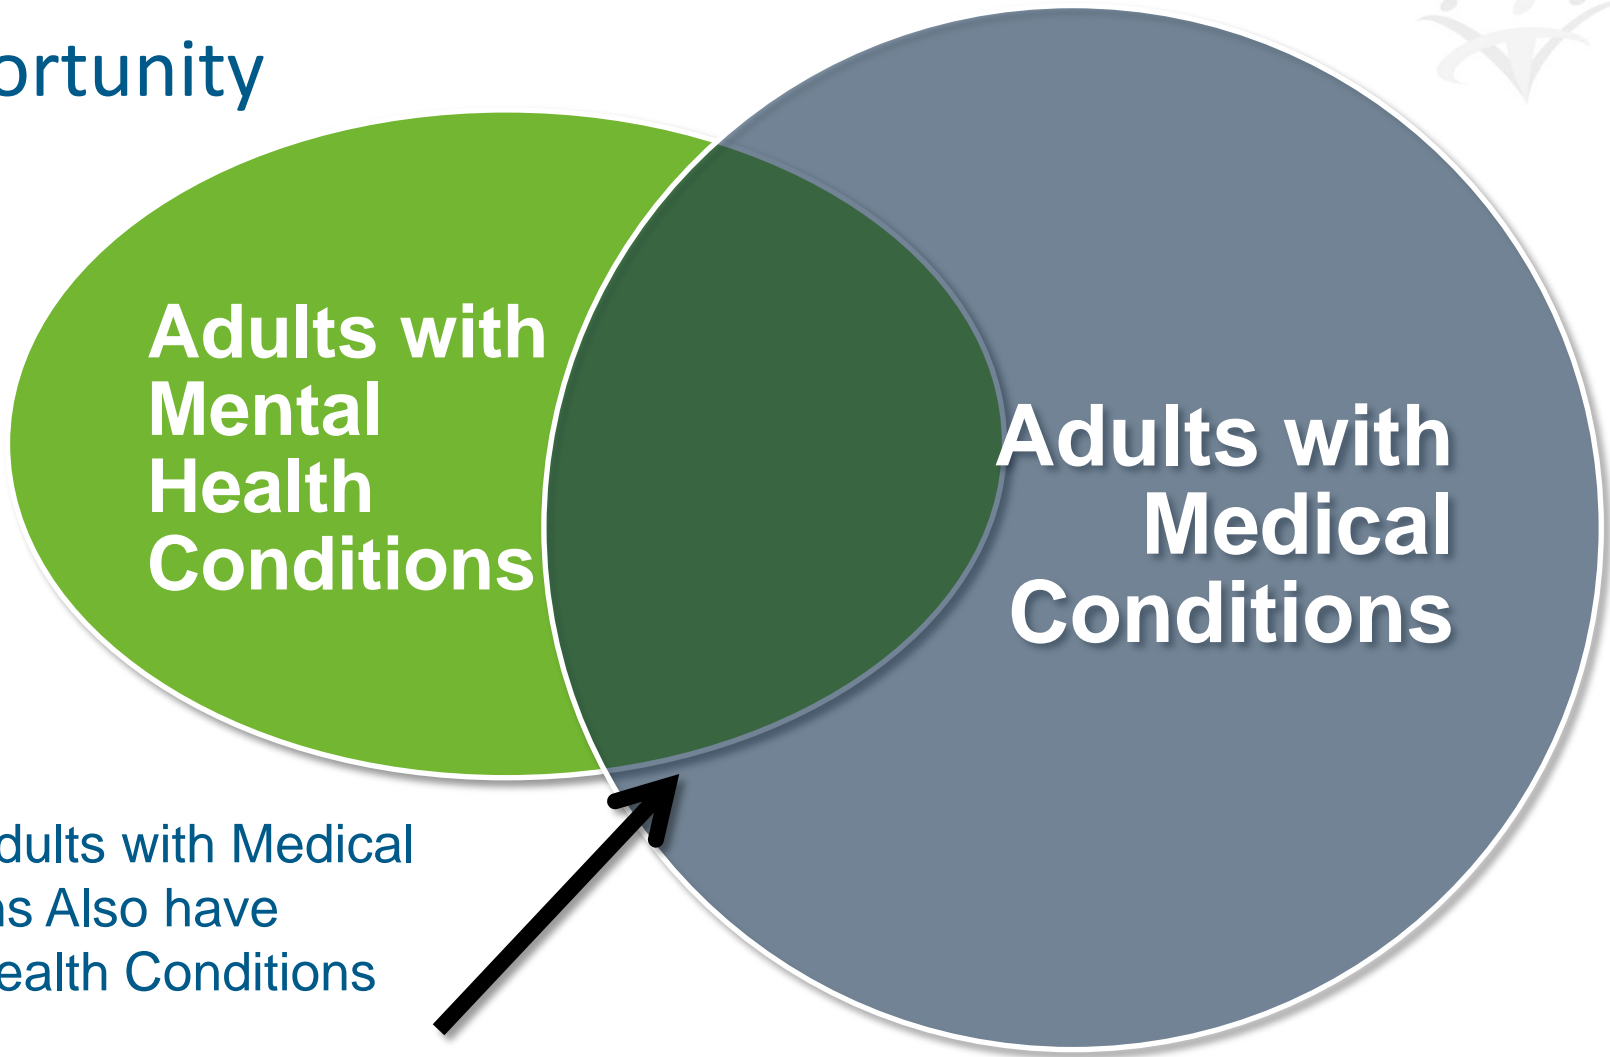 ortunity
Adults with
Mental
Health
Conditions
Adults with
Medical
Conditions
dults with Medical
ns Also have
ealth Conditions